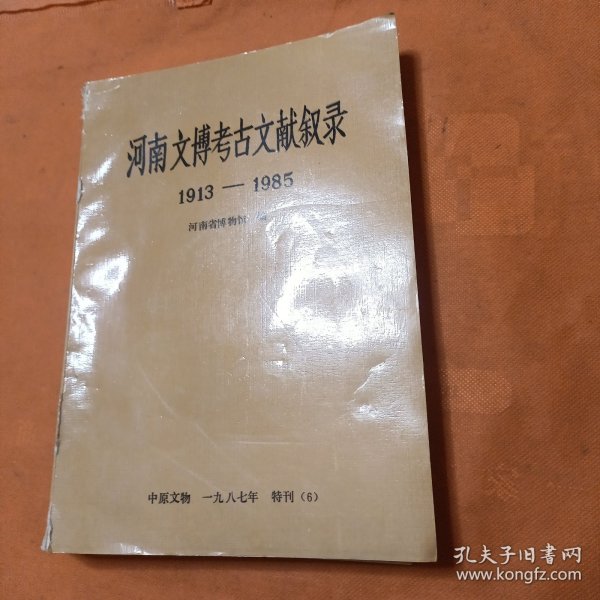 河南文博考古文献叙录
1913—1985
河南省博物馆 编
中原文物 一九八七年 特刊(6)
孔夫子旧书网
www.kongfz.com